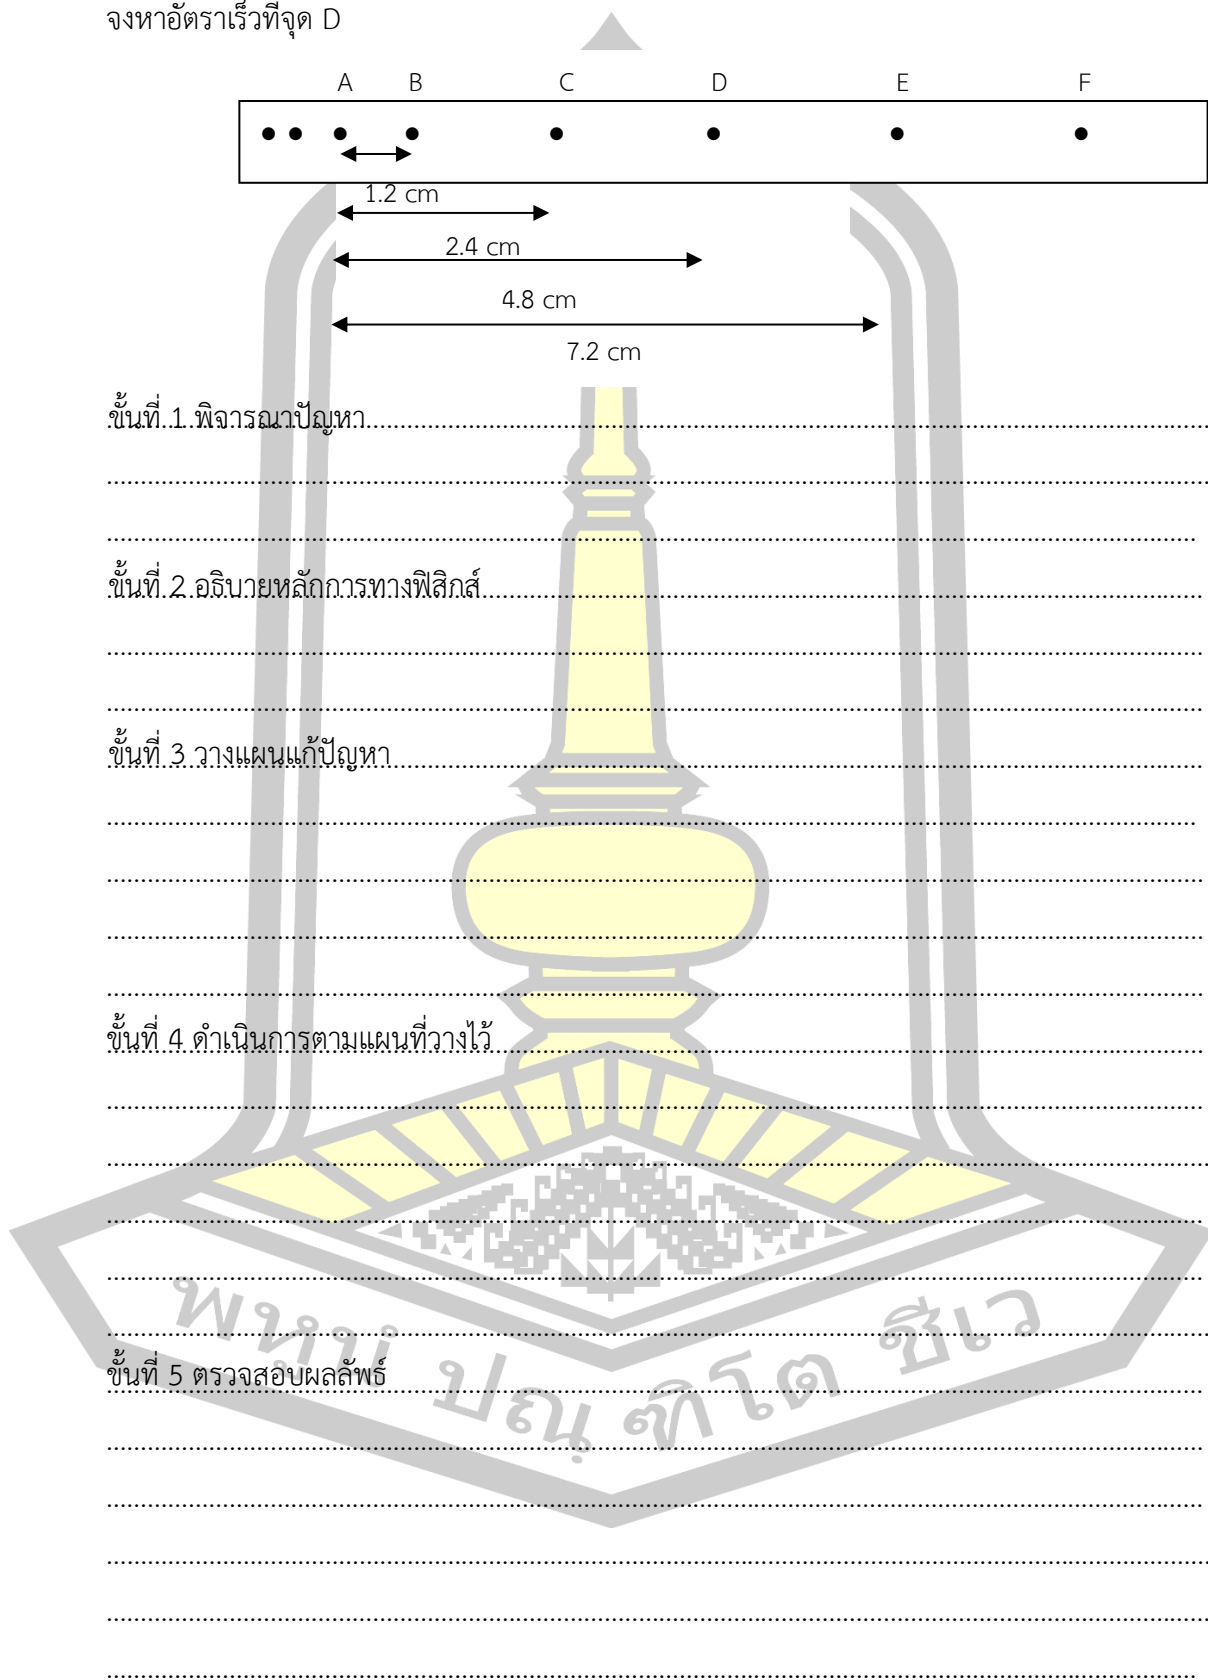 จงหาอัตราเร็วที่จุด D
A B C D E F
1.2 cm
2.4 cm
4.8 cm
7.2 cm
ขั้นที่ 1 พิจารณาปัญหา
ขั้นที่ 2 อธิบายหลักการทางฟิสิกส์
ขั้นที่ 3 วางแผนแก้ปัญหา
ขั้นที่ 4 ดำเนินการตามแผนที่วางไว้
ขั้นที่ 5 ตรวจสอบผลลัพธ์
พหูนํ ปณฺฑิโต ชีเว